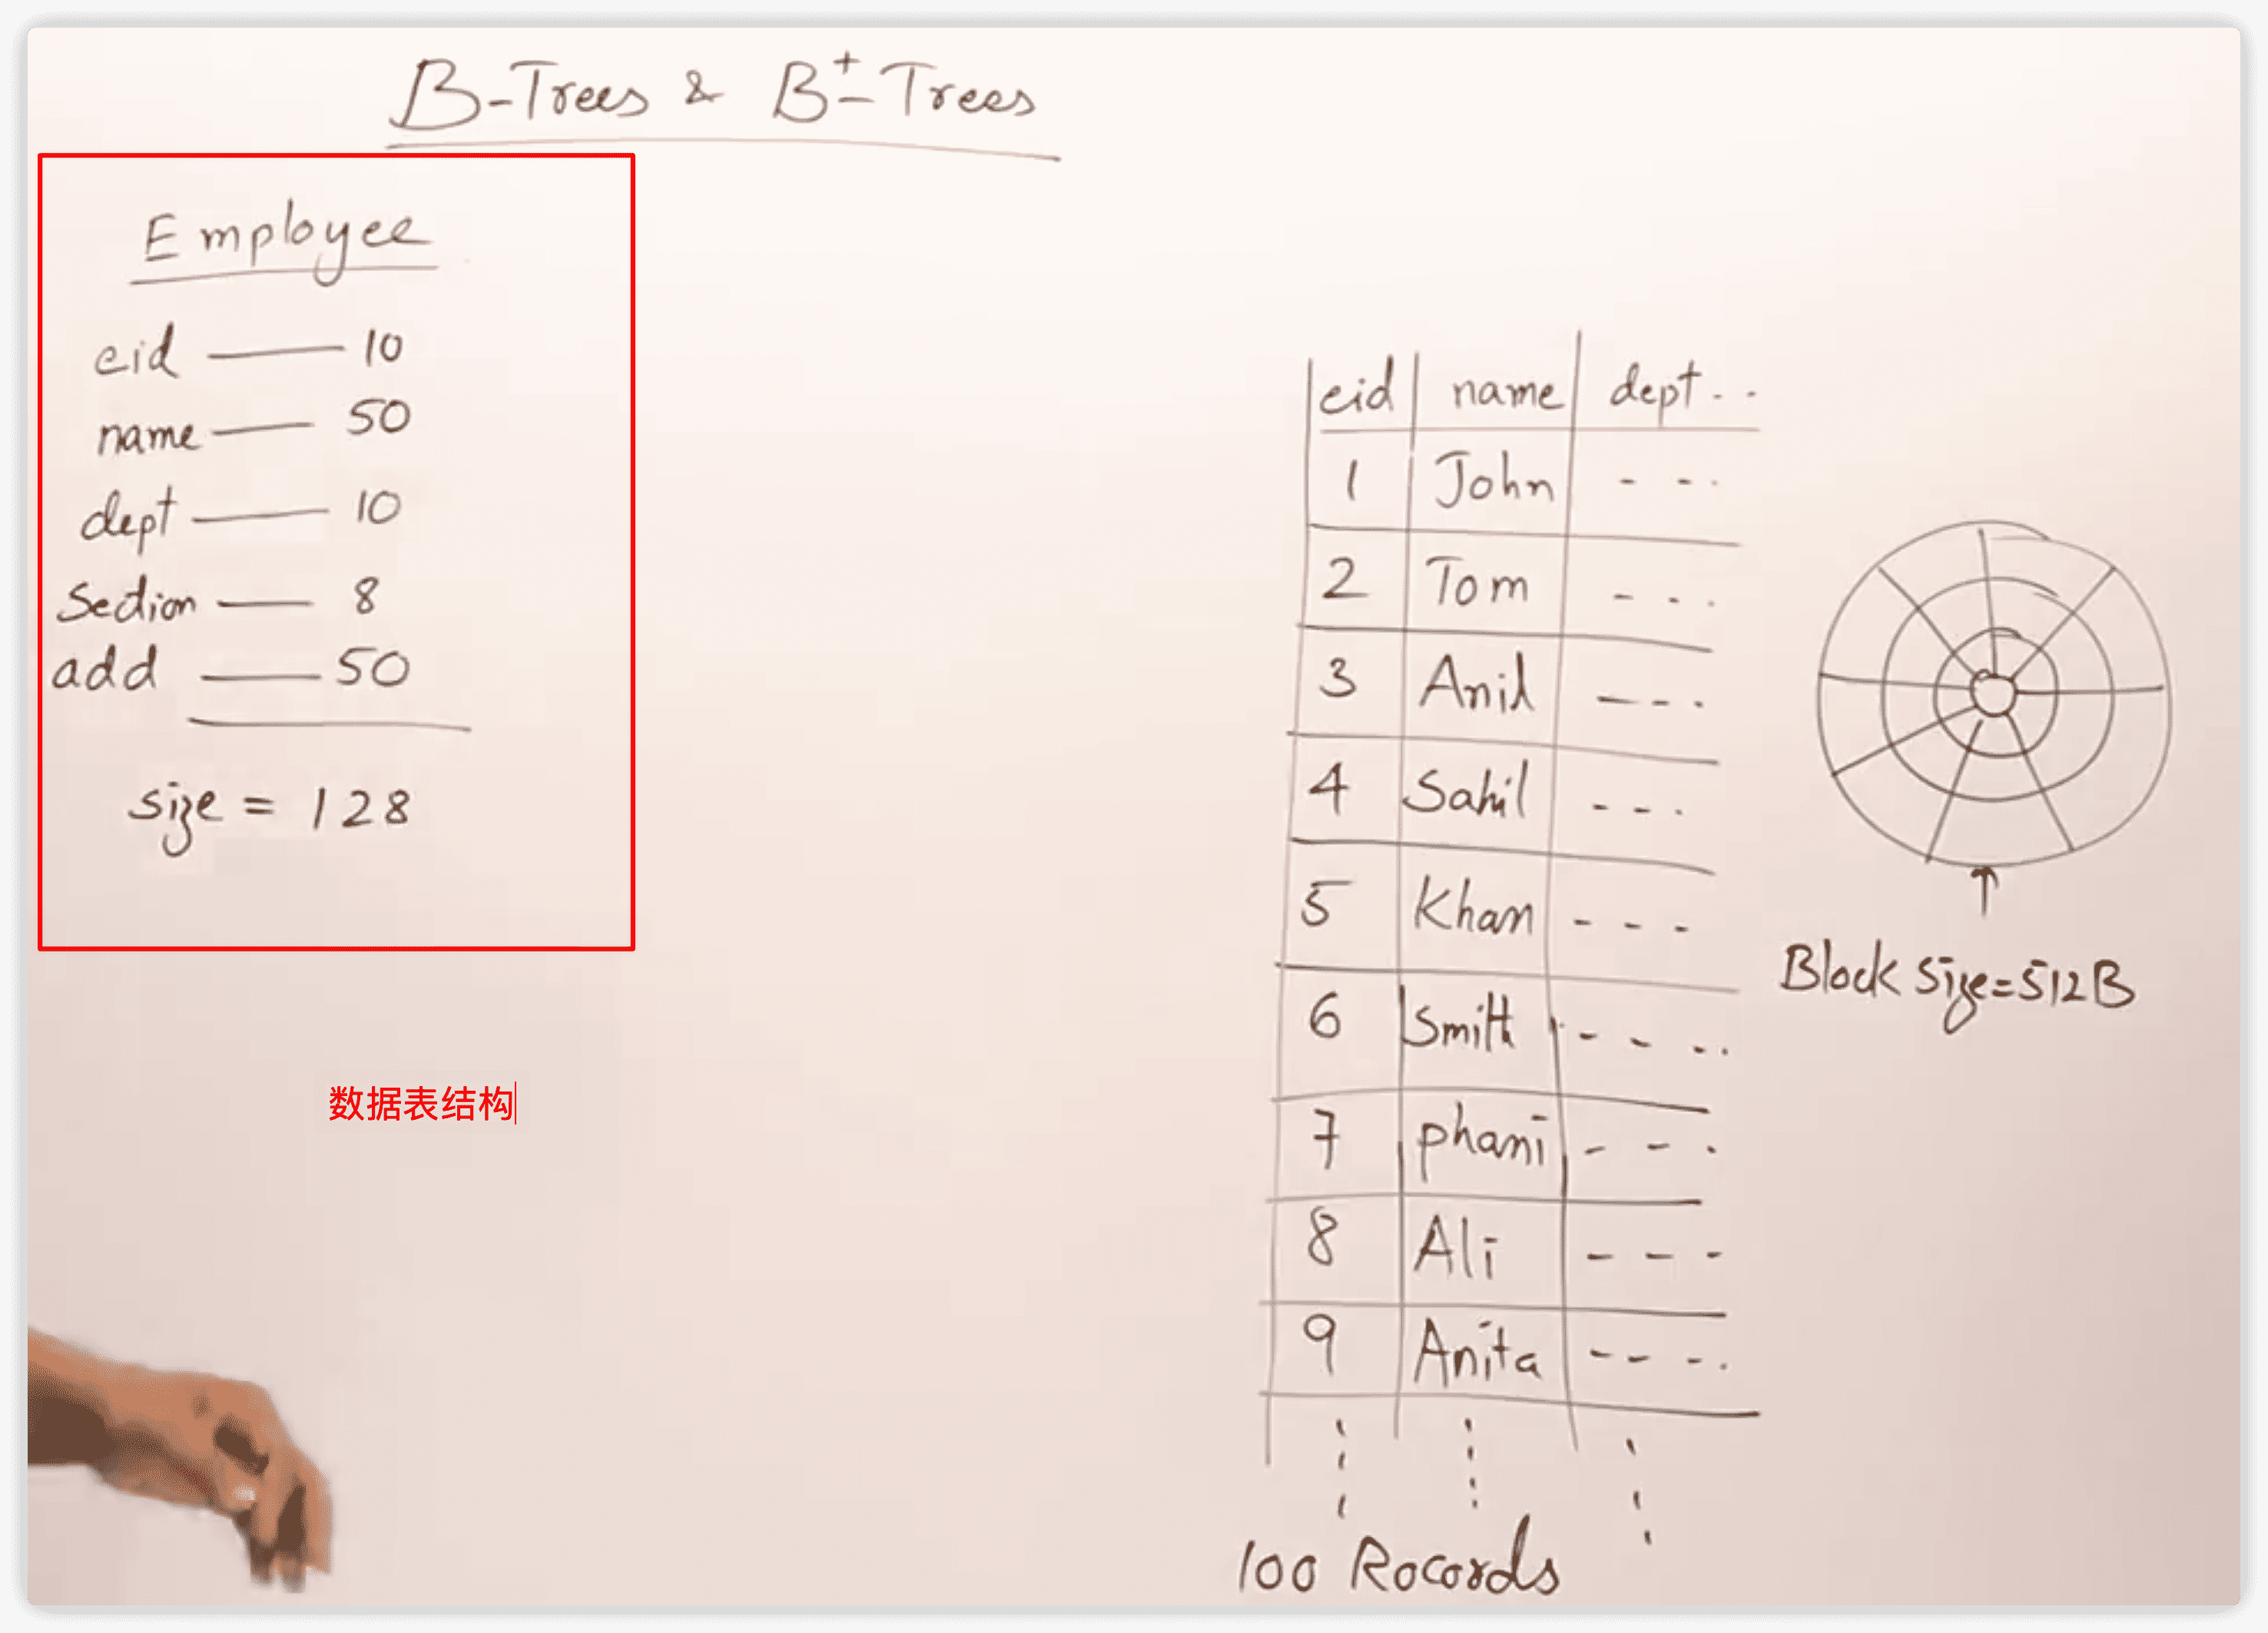 B-Trees & B+-Trees
Employee
eid 10
name 50
dept 10
Section 8
add 50
size = 128
数据表结构
eid name dept
1 John
2 Tom
3 Anil
4 Sahil
5 Khan
6 Smith
7 phani
8 Ali
9 Anita
100 Rocords
Block Size=512B